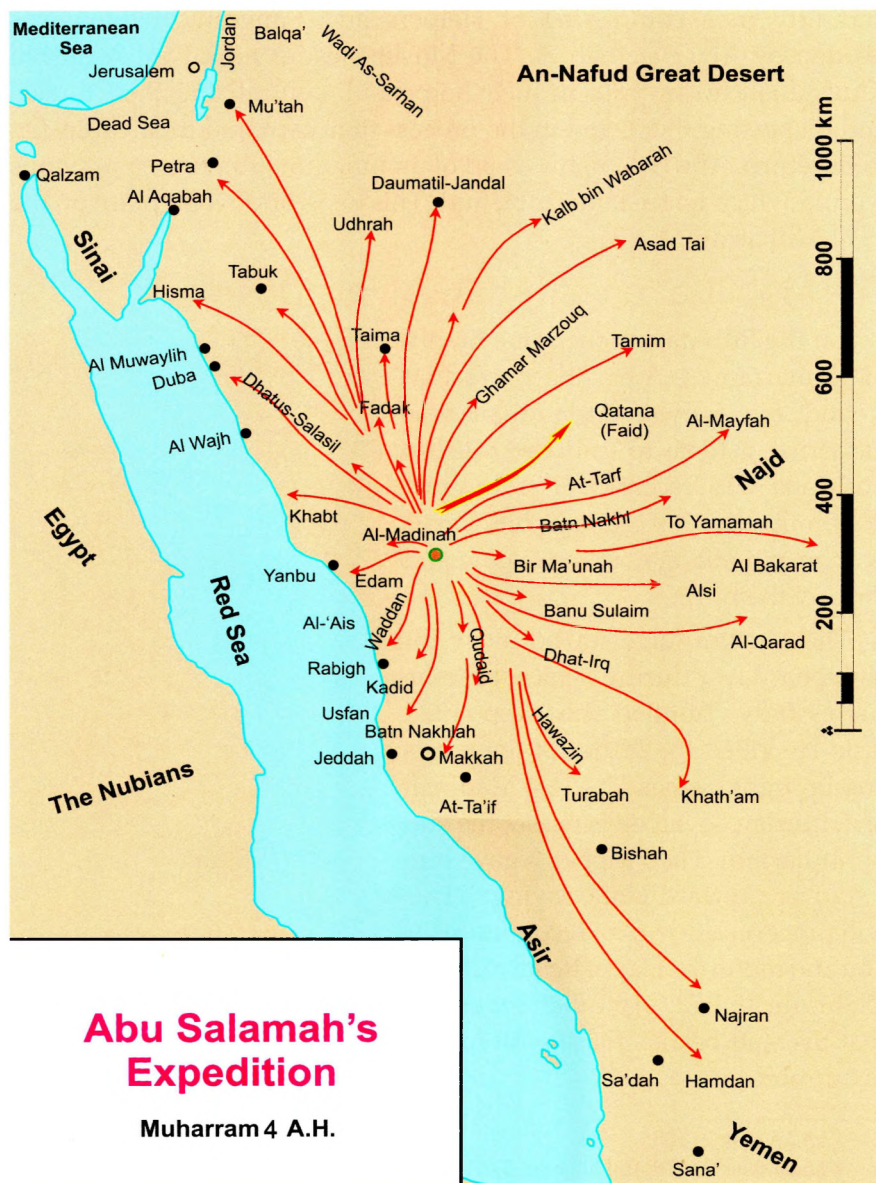 Mediterranean
Sea
Jordan
Balqa'
Wadi As-Sarhan
Jerusalem
An-Nafud Great Desert
Mu'tah
Dead Sea
Petra
Qalzam
Al Aqabah
Daumatil-Jandal
Kalb bin Wabarah
1000 km
Udhrah
Asad Tai
Sinai
Tabuk
800
Hisma
Taima
Tamim
Al Muwaylih
Duba
Ghamar Marzouq
600
Dhatus-Salasil
Fadak
Qatana
(Faid)
Al-Mayfah
Al Wajh
Najd
At-Tarf
400
Khabt
Egypt
Al-Madinah
Batn Nakhl
To Yamamah
Yanbu
Edam
Bir Ma'unah
Al Bakarat
Red Sea
Alsi
Al-'Ais
Waddan
Banu Sulaim
200
Qudaid
Al-Qarad
Rabigh
Dhat-Irq
Kadid
Usfan
Batn Nakhlah
Hawazin
Jeddah
Makkah
The Nubians
At-Ta'if
Turabah
Khath'am
Bishah
Asir
Najran
Sa'dah
Hamdan
Yemen
Sana'
Abu Salamah's
Expedition
Muharram 4 A.H.